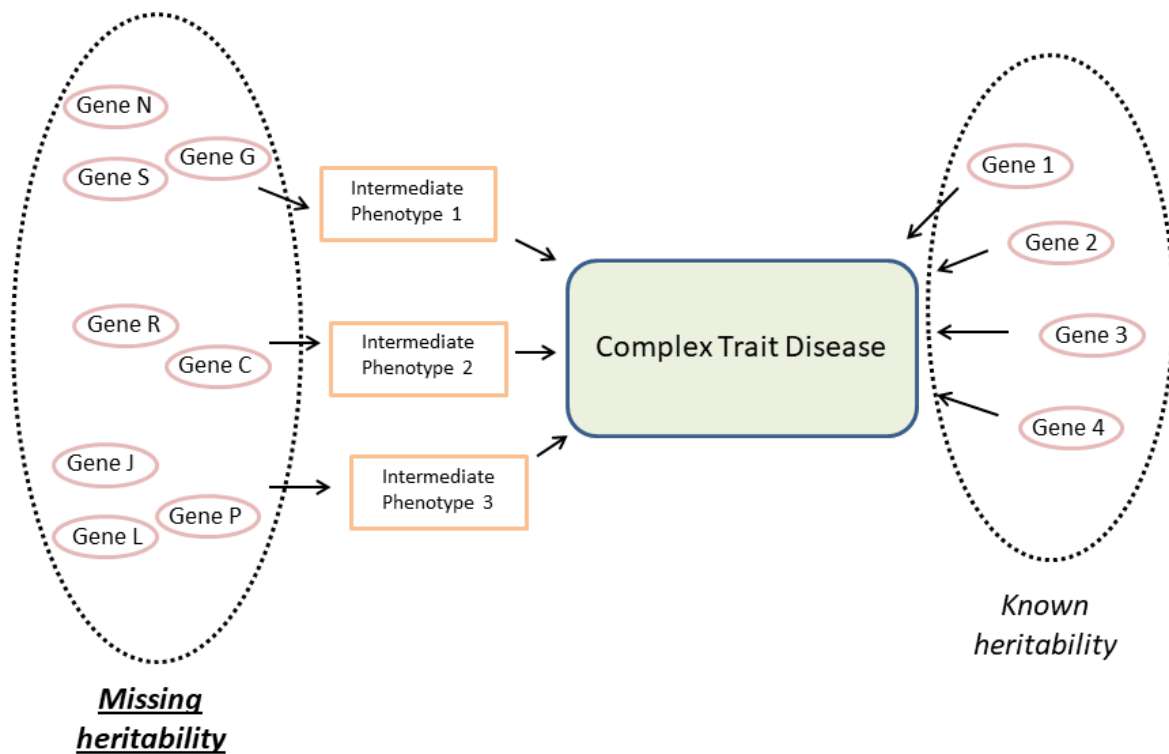 Gene N
Gene G
Gene S
Intermediate
Phenotype 1
Gene R
Gene C
Intermediate
Phenotype 2
Gene J
Gene P
Gene L
Intermediate
Phenotype 3
Missing
heritability
Complex Trait Disease
Gene 1
Gene 2
Gene 3
Gene 4
Known
heritability